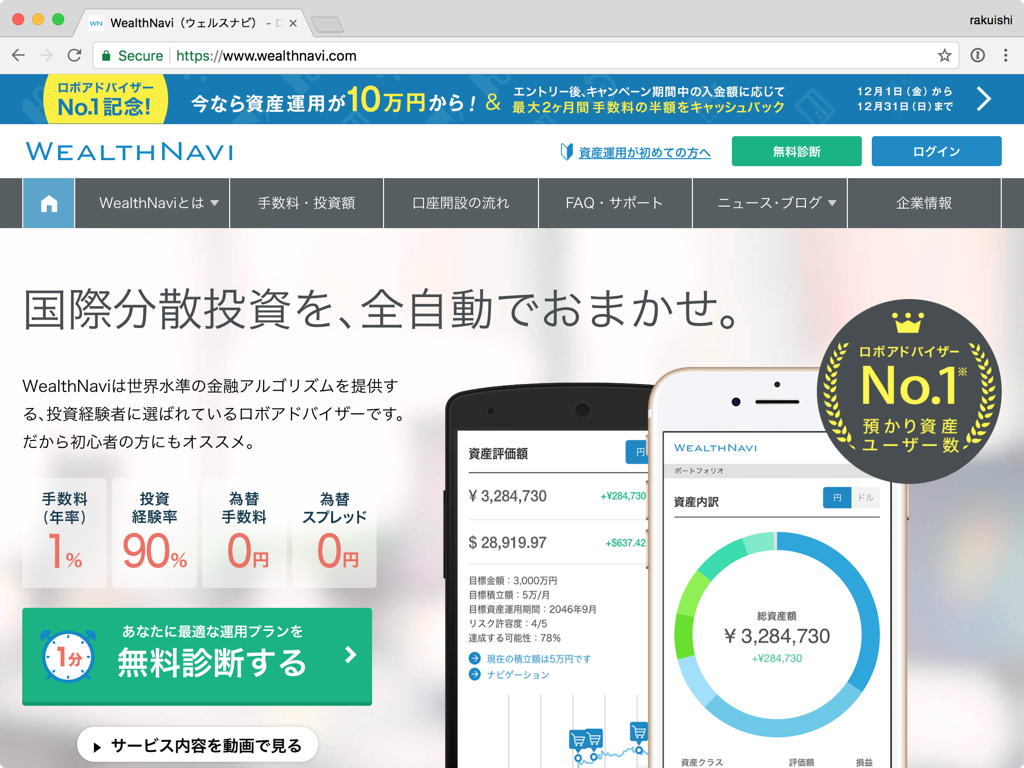 WealthNavi（ウェルスナビ） -
rakuishi
Secure
https://www.wealthnavi.com
ロボアドバイザー
No.1記念!
今なら資産運用が10万円から！
&
エントリー後、キャンペーン期間中の入金額に応じて
最大2ヶ月間 手数料の半額をキャッシュバック
12月1日（金）から
12月31日（日）まで
WEALTHNAVI
資産運用が初めての方へ
無料診断
ログイン
WealthNaviとは
手数料・投資額
口座開設の流れ
FAQ・サポート
ニュース・ブログ
企業情報
国際分散投資を、全自動でおまかせ。
WealthNaviは世界水準の金融アルゴリズムを提供す
る、投資経験者に選ばれているロボアドバイザーです。
だから初心者の方にもオススメ。
手数料
（年率）
1%
投資
経験率
90%
為替
手数料
0円
為替
スプレッド
0円
1分
あなたに最適な運用プランを
無料診断する
サービス内容を動画で見る
ロボアドバイザー
No.1※
預かり資産
ユーザー数
資産評価額
円
¥ 3,284,730
+¥284,730
$ 28,919.97
+$637.42
目標金額：3,000万円
目標積立額：5万/月
目標資産運用期間：2046年9月
リスク許容度：4/5
達成する可能性：78%
現在の積立額は5万円です
ナビゲーション
WEALTHNAVI
ポートフォリオ
資産内訳
円
ドル
総資産額
¥ 3,284,730
+¥284,730
資産クラス
評価額
損益